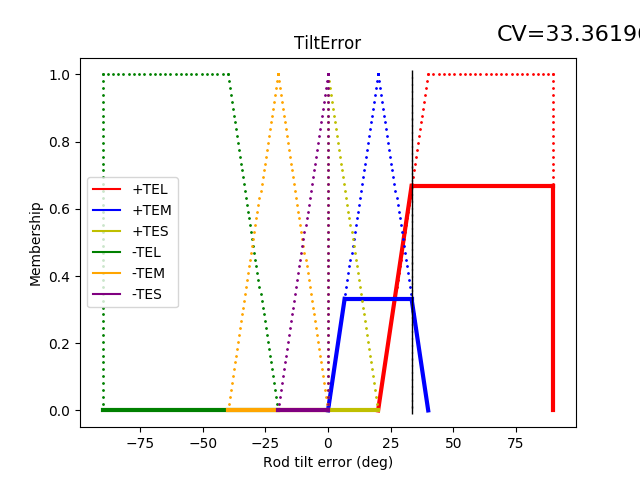 CV=33.3619
TiltError
Membership
1.0
0.8
0.6
0.4
0.2
0.0
+TEL
+TEM
+TES
-TEL
-TEM
-TES
−75
−50
−25
0
25
50
75
Rod tilt error (deg)